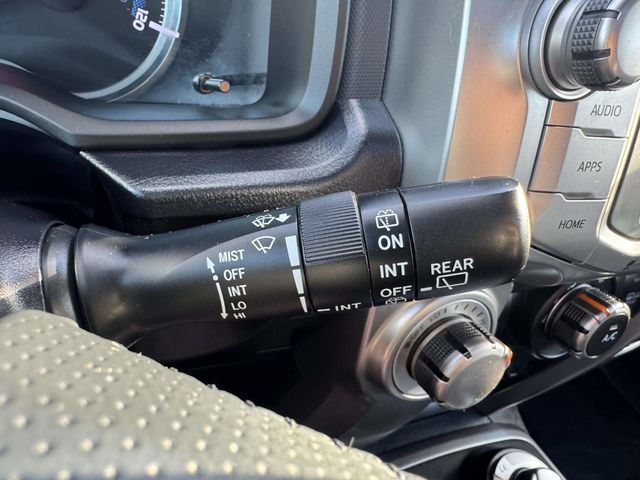 120
AUDIO
APPS
HOME
MIST
OFF
INT
LO
HI
INT
ON
INT
OFF
REAR
A/C